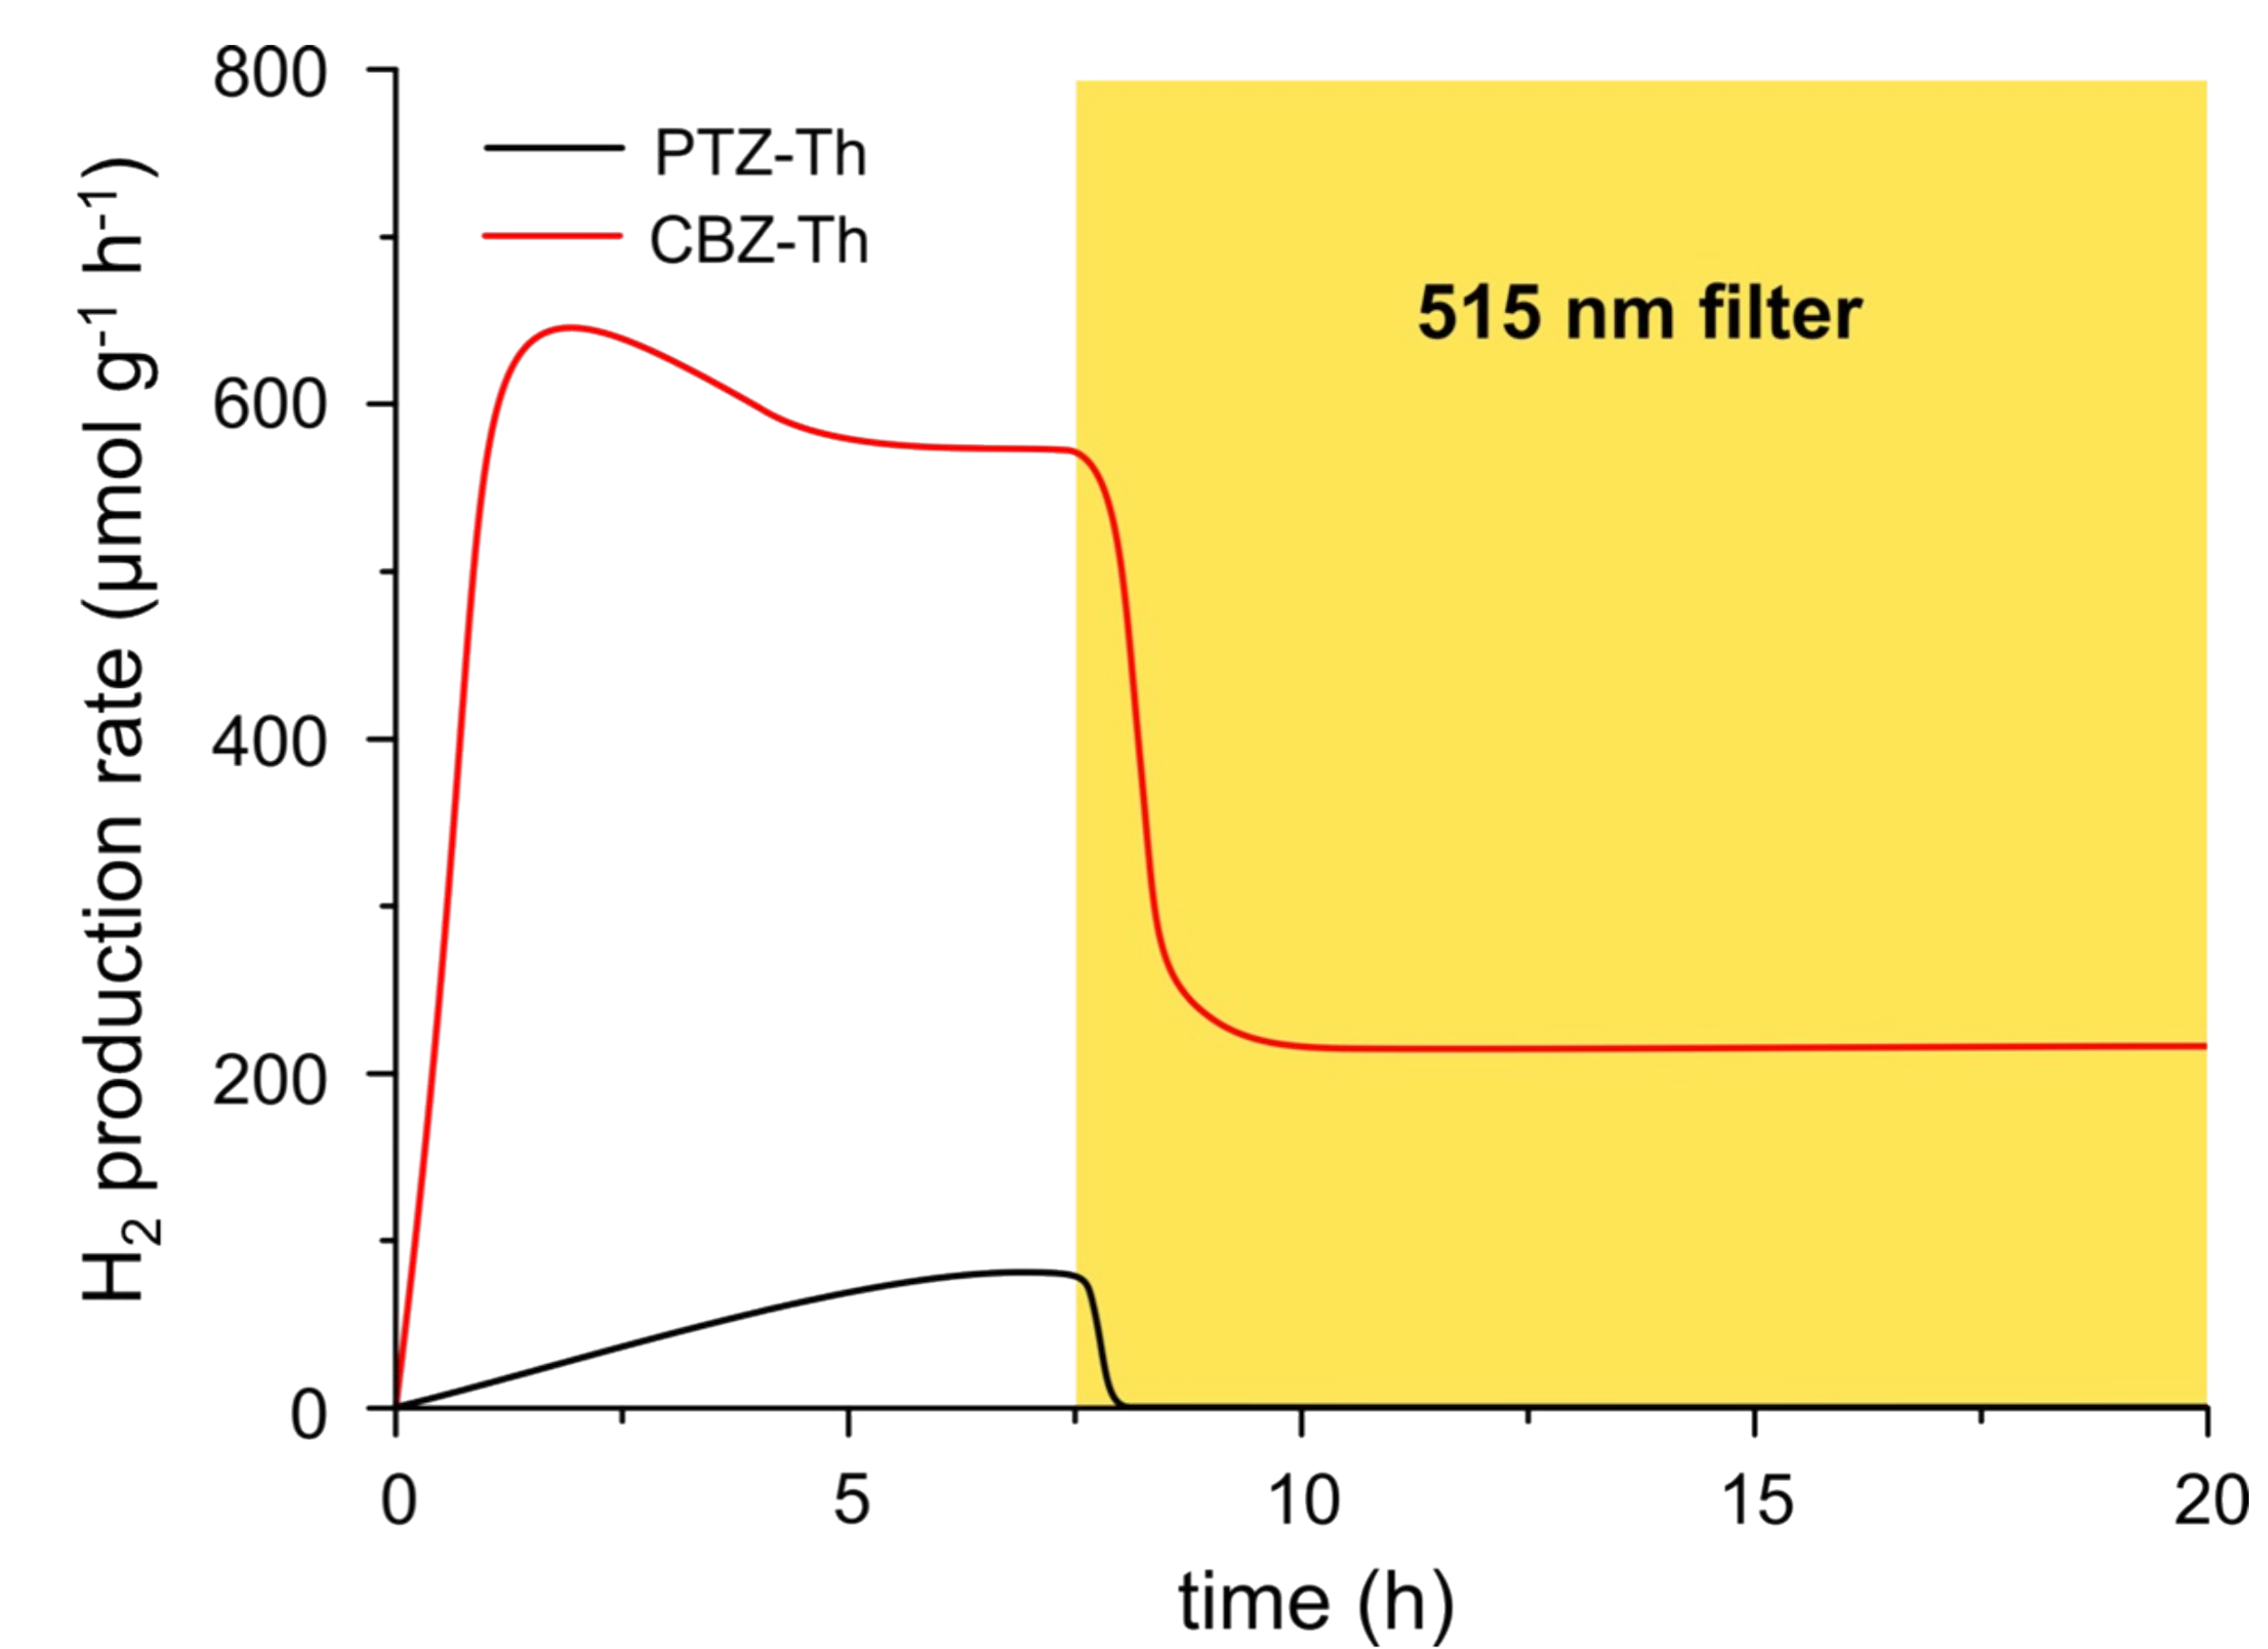 H₂ production rate (μmol g⁻¹ h⁻¹)
800
600
400
200
0
PTZ-Th
CBZ-Th
515 nm filter
0 5 10 15 20
time (h)